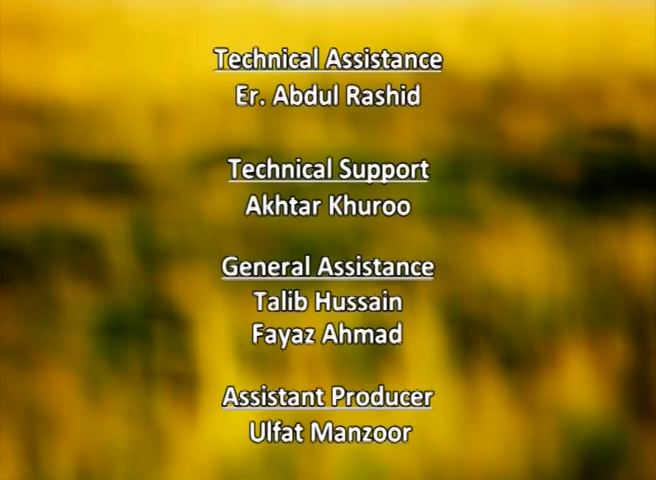 Technical Assistance
Er. Abdul Rashid
Technical Support
Akhtar Khuroo
General Assistance
Talib Hussain
Fayaz Ahmad
Assistant Producer
Ulfat Manzoor